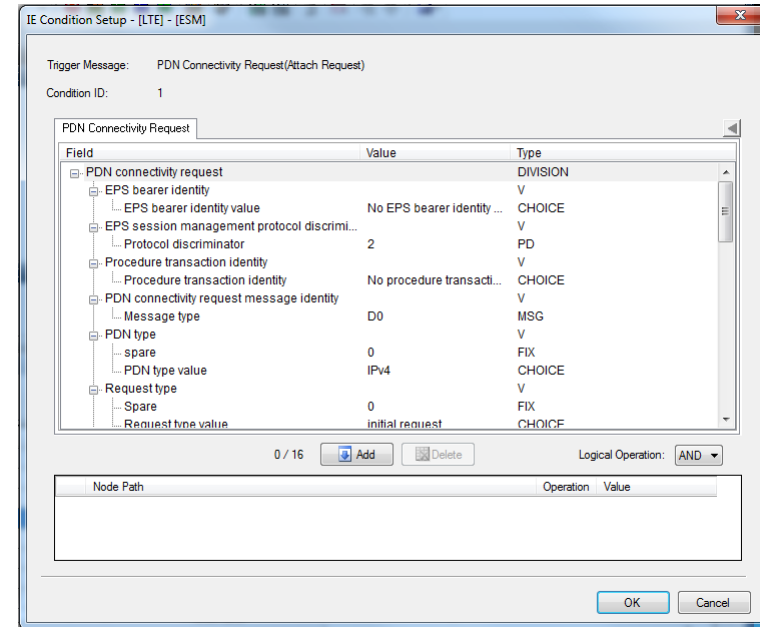 IE Condition Setup - [LTE] - [ESM]
Trigger Message: PDN Connectivity Request(Attach Request)
Condition ID: 1
PDN Connectivity Request
Field Value Type
PDN connectivity request DIVISION
EPS bearer identity V
EPS bearer identity value No EPS bearer identity ... CHOICE
EPS session management protocol discrimi... V
Protocol discriminator 2 PD
Procedure transaction identity V
Procedure transaction identity No procedure transacti... CHOICE
PDN connectivity request message identity V
Message type D0 MSG
PDN type V
spare 0 FIX
PDN type value IPv4 CHOICE
Request type V
Spare 0 FIX
Request type value initial request CHOICE
0 / 16 Add Delete Logical Operation: AND
Node Path Operation Value
OK Cancel